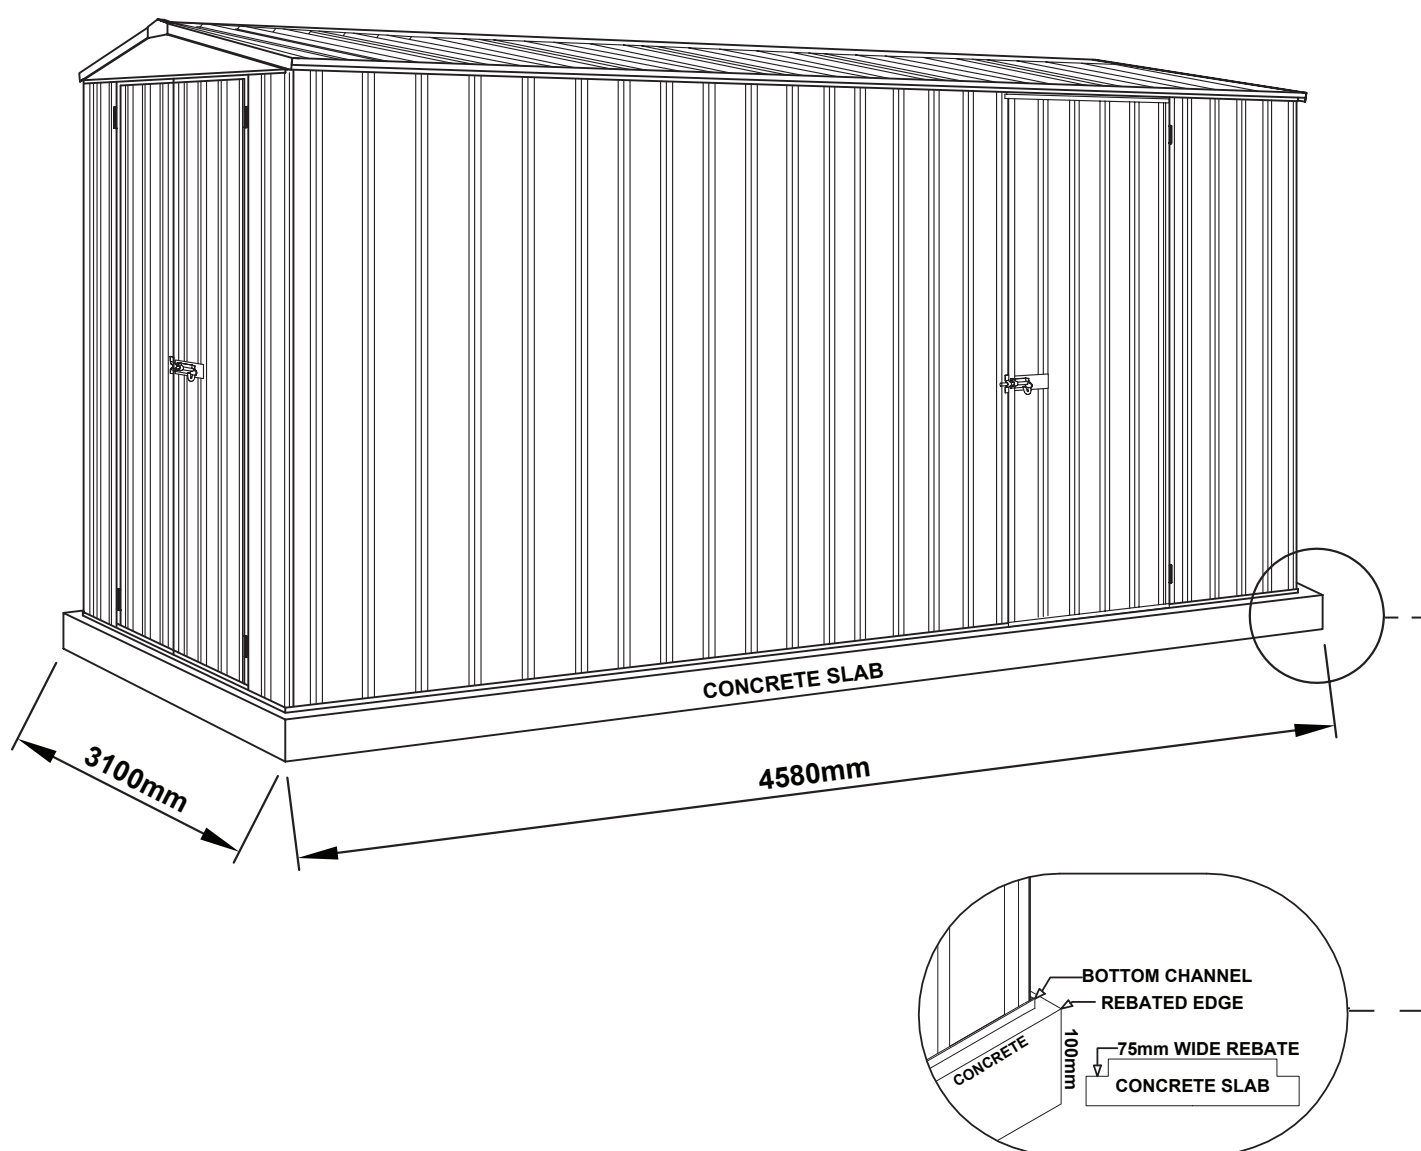 CONCRETE SLAB
3100mm
4580mm
BOTTOM CHANNEL
REBATED EDGE
CONCRETE
100mm
75mm WIDE REBATE
CONCRETE SLAB